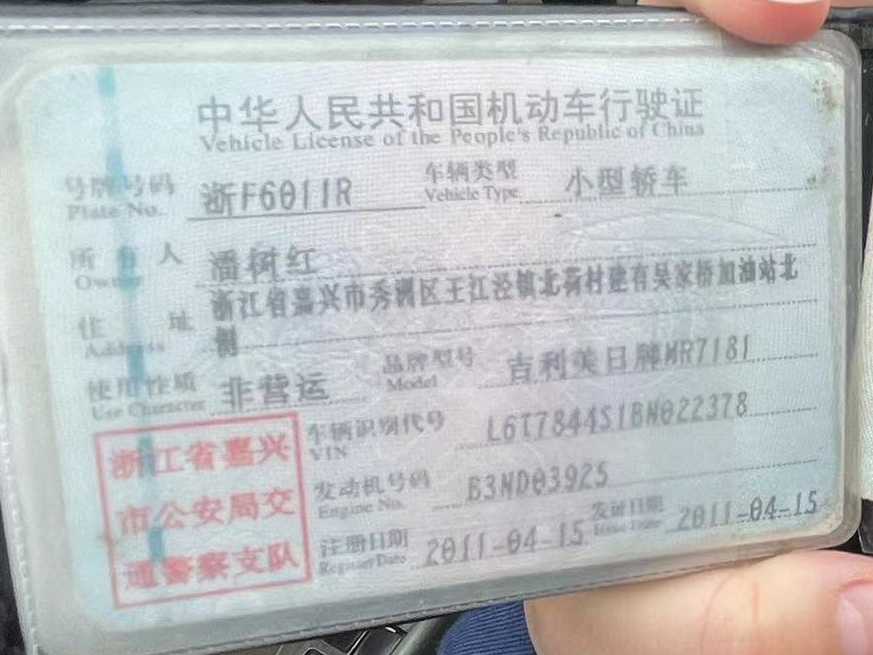 中华人民共和国机动车行驶证
Vehicle License of the People's Republic of China
号牌号码 浙F6011R 车辆类型 小型轿车
Plate No. Vehicle Type
所有人 潘树红
Owner
住址 浙江省嘉兴市秀洲区王江泾镇北荷村建有吴家桥加油站北
Address 侧
使用性质 非营运 品牌型号 吉利美日牌MR7181
Use Character Model
车辆识别代号 L6T7844S1BN022378
VIN
发动机号码 B3ND03925
Engine No.
注册日期 2011-04-15 发证日期 2011-04-15
Register Date Issue Date
浙江省嘉兴
市公安局交
通警察支队